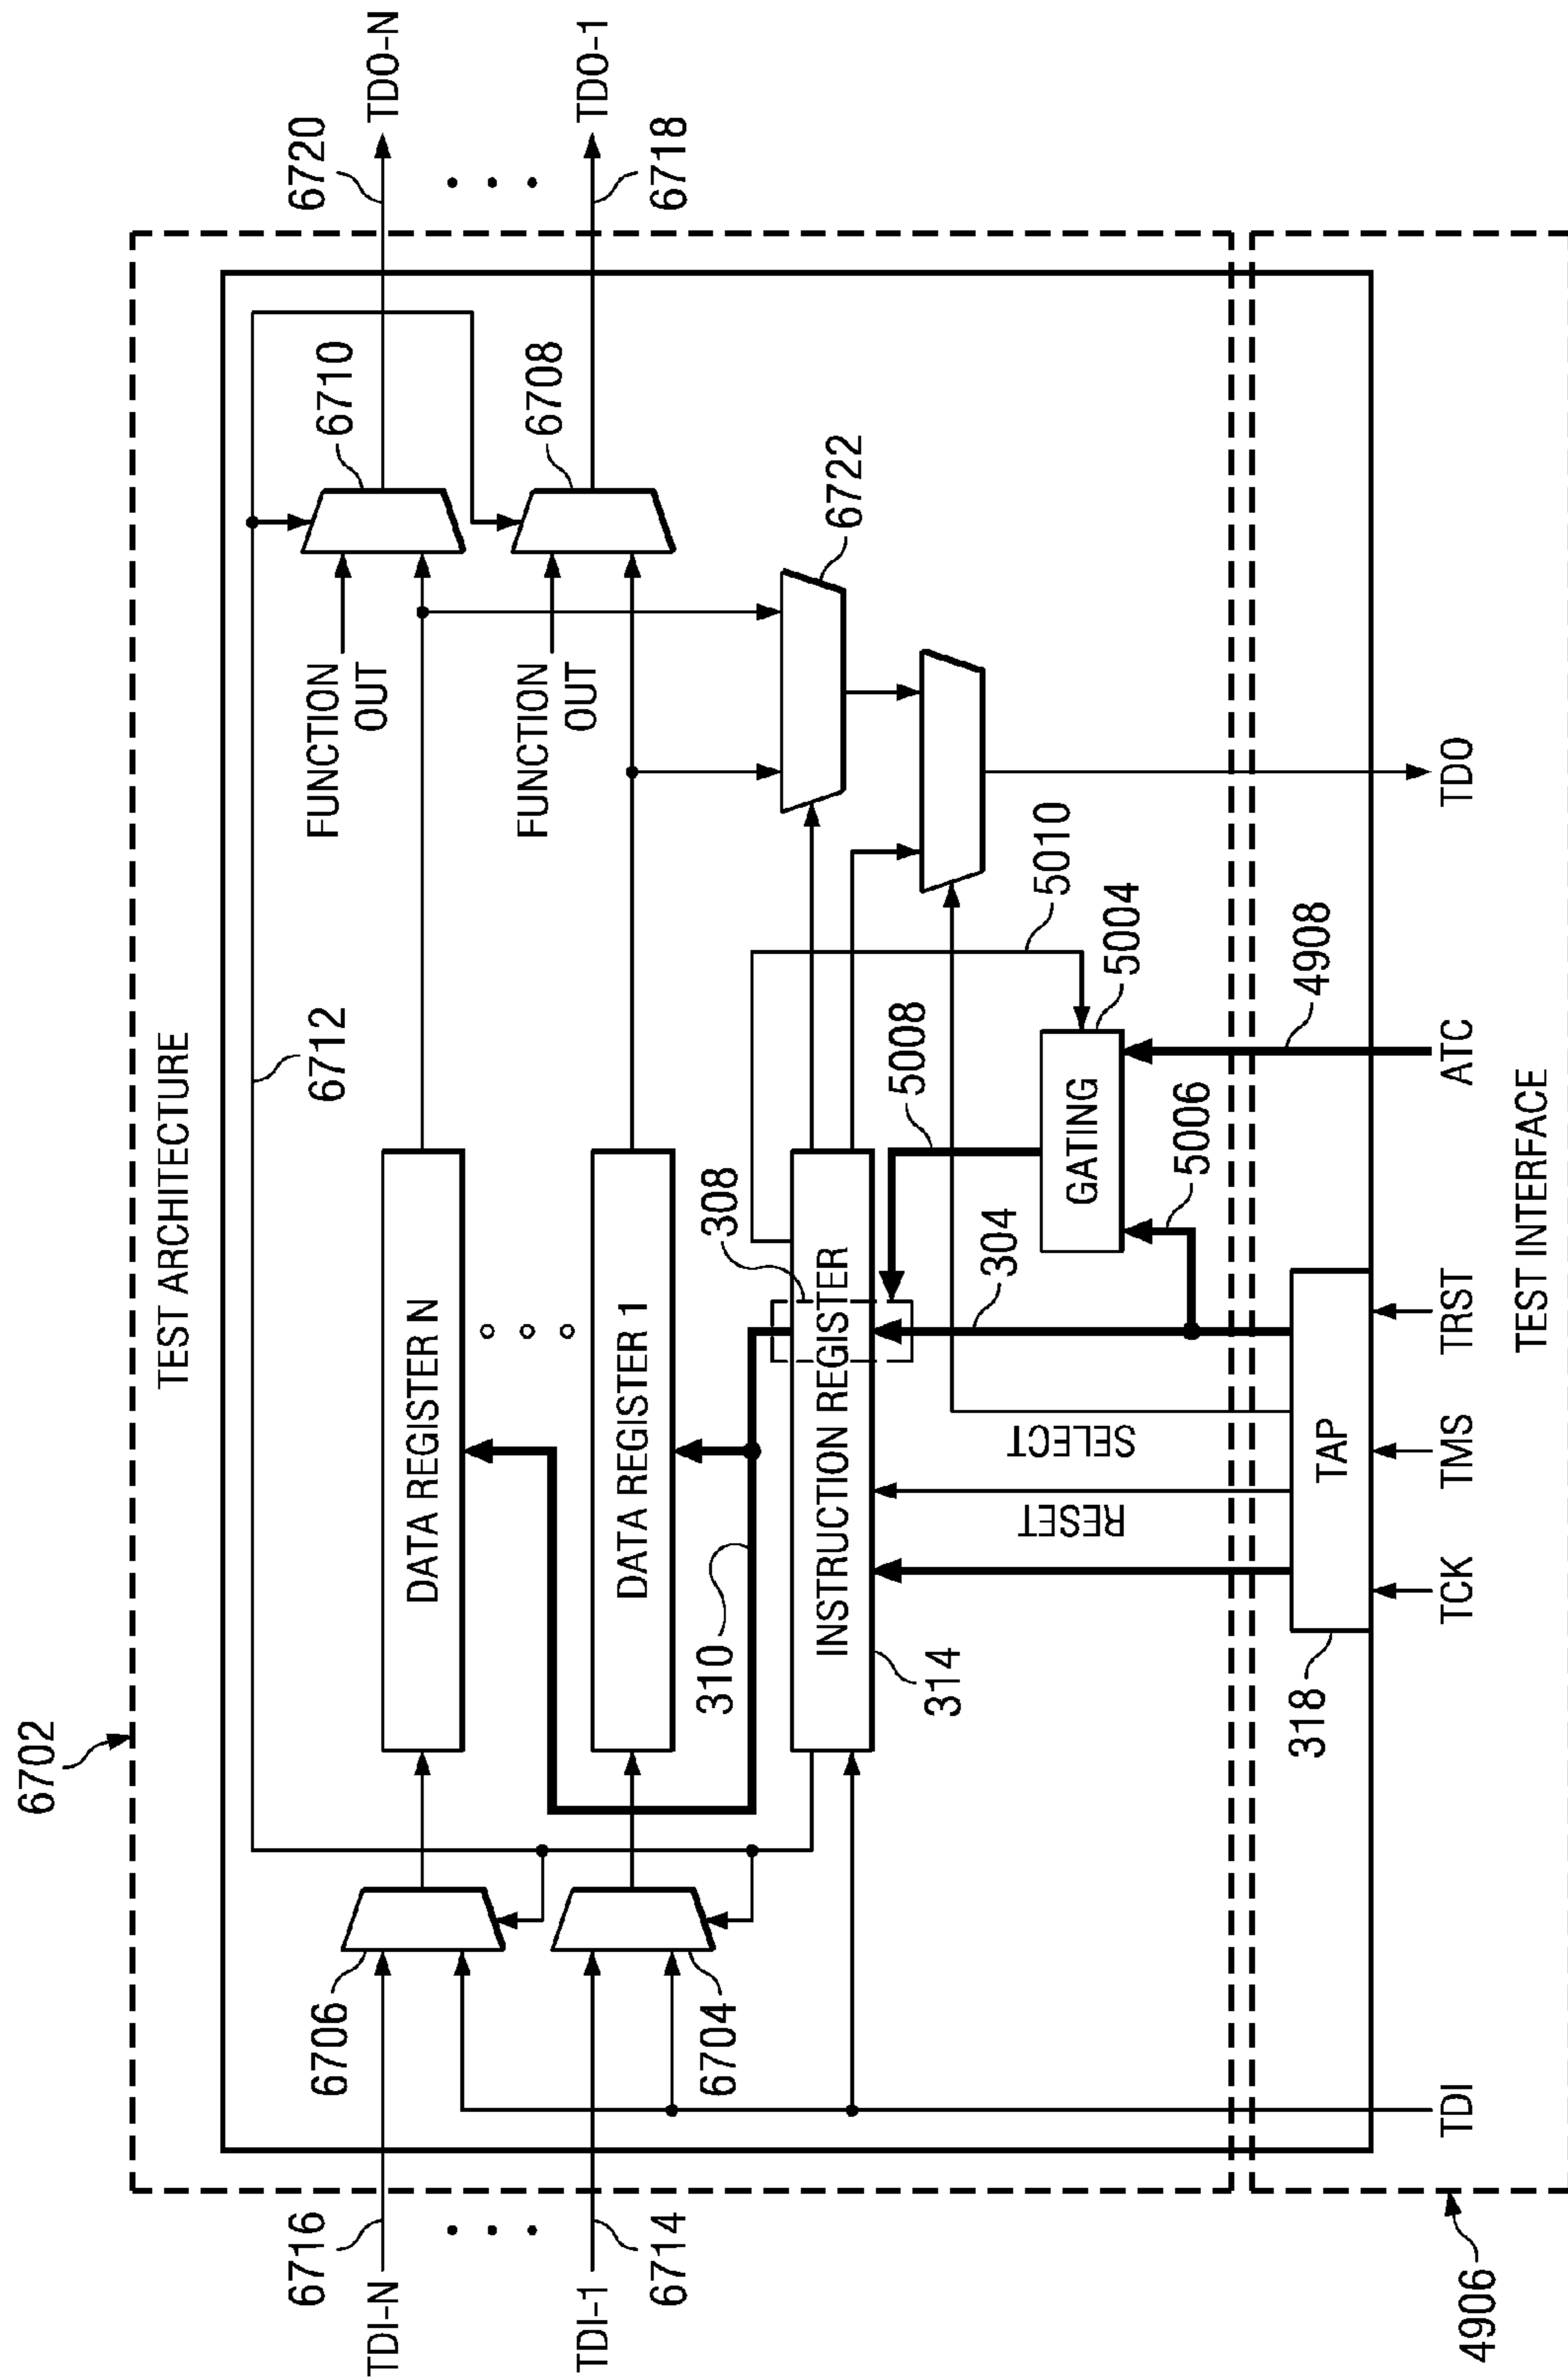 6702
TEST ARCHITECTURE
6712
6716
TDI-N
6706
DATA REGISTER N
FUNCTION
OUT
6710
6720
TDO-N
TDI-1
6714
6704
DATA REGISTER 1
FUNCTION
OUT
6708
6718
TDO-1
310
308
6722
INSTRUCTION REGISTER
314
5008
5010
RESET
SELECT
304
GATING
5004
5006
4908
318
TAP
4906
TDI
TCK
TMS
TRST
ATC
TDO
TEST INTERFACE